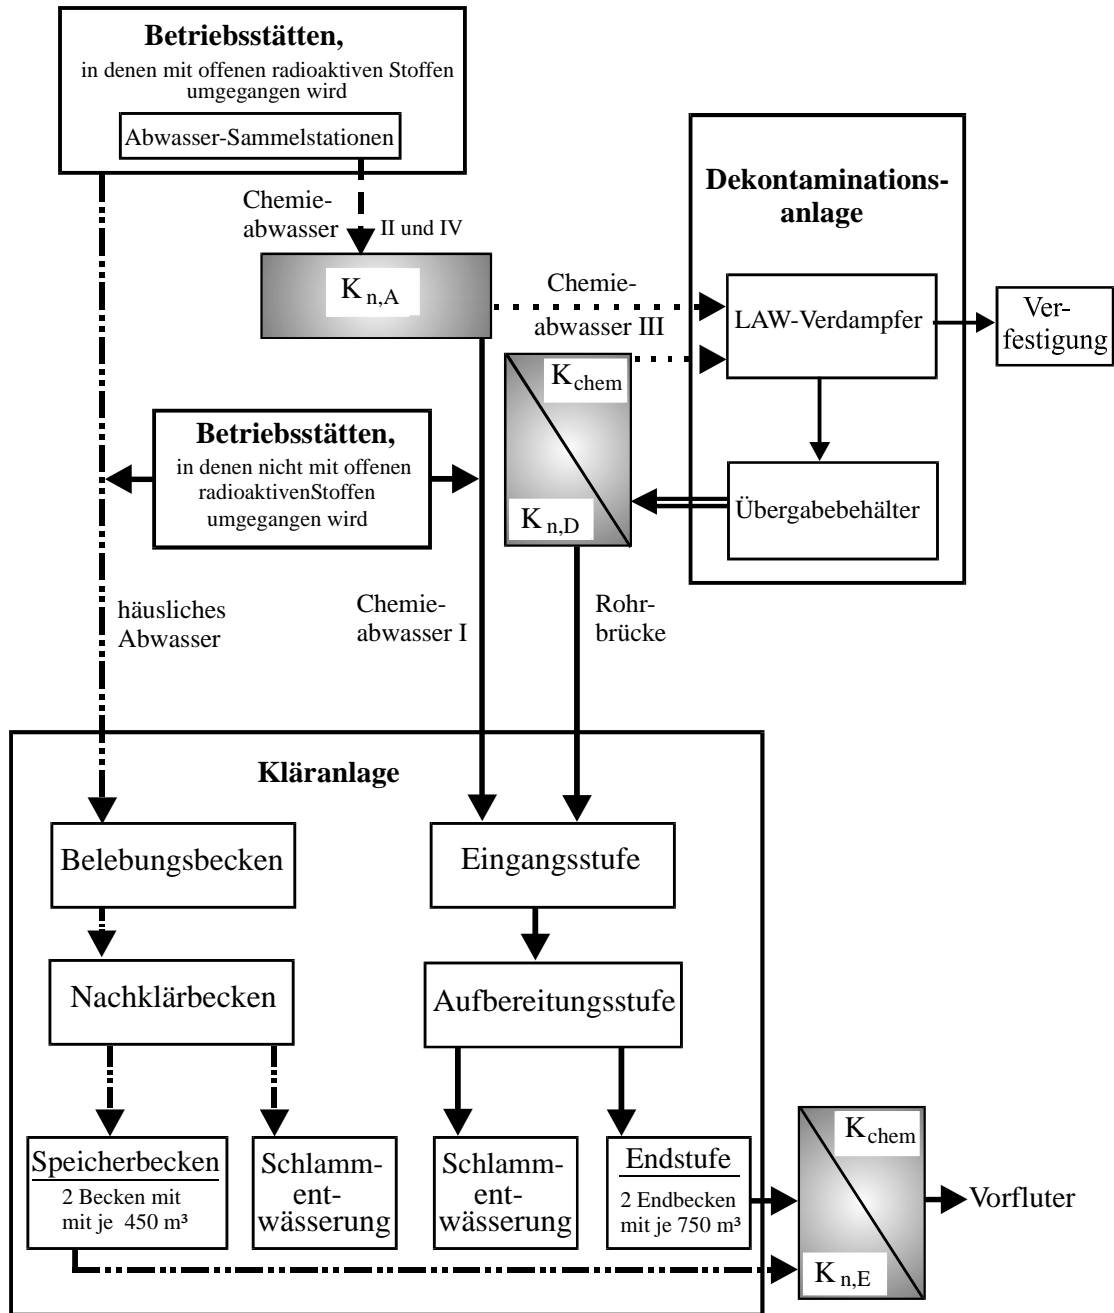 Betriebsstätten,
in denen mit offenen radioaktiven Stoffen
umgegangen wird
Abwasser-Sammelstationen
Chemie-
abwasser
II und IV
K n,A
Chemie-
abwasser III
Dekontaminations-
anlage
LAW-Verdampfer
Ver-
festigung
K chem
K n,D
Übergabebehälter
Betriebsstätten,
in denen nicht mit offenen
radioaktivenStoffen
umgegangen wird
häusliches
Abwasser
Chemie-
abwasser I
Rohr-
brücke
Kläranlage
Belebungsbecken
Eingangsstufe
Nachklärbecken
Aufbereitungsstufe
Speicherbecken
2 Becken mit
mit je 450 m³
Schlamm-
ent-
wässerung
Schlamm-
ent-
wässerung
Endstufe
2 Endbecken
mit je 750 m³
K chem
K n,E
Vorfluter